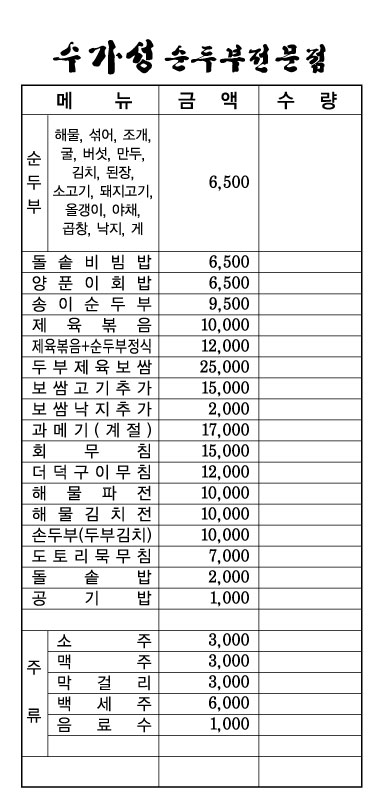 수가성 순두부전문점
메 뉴 금 액 수 량
순두부 해물, 섞어, 조개,
굴, 버섯, 만두,
김치, 된장,
소고기, 돼지고기,
올갱이, 야채,
곱창, 낙지, 게
6,500
돌솥비빔밥 6,500
양푼이회밥 6,500
송이순두부 9,500
제육볶음 10,000
제육볶음+순두부정식 12,000
두부제육보쌈 25,000
보쌈고기추가 15,000
보쌈낙지추가 2,000
과메기(계절) 17,000
회무침 15,000
더덕구이무침 12,000
해물파전 10,000
해물김치전 10,000
손두부(두부김치) 10,000
도토리묵무침 7,000
돌솥밥 2,000
공기밥 1,000
주류
소주 3,000
맥주 3,000
막걸리 3,000
백세주 6,000
음료수 1,000